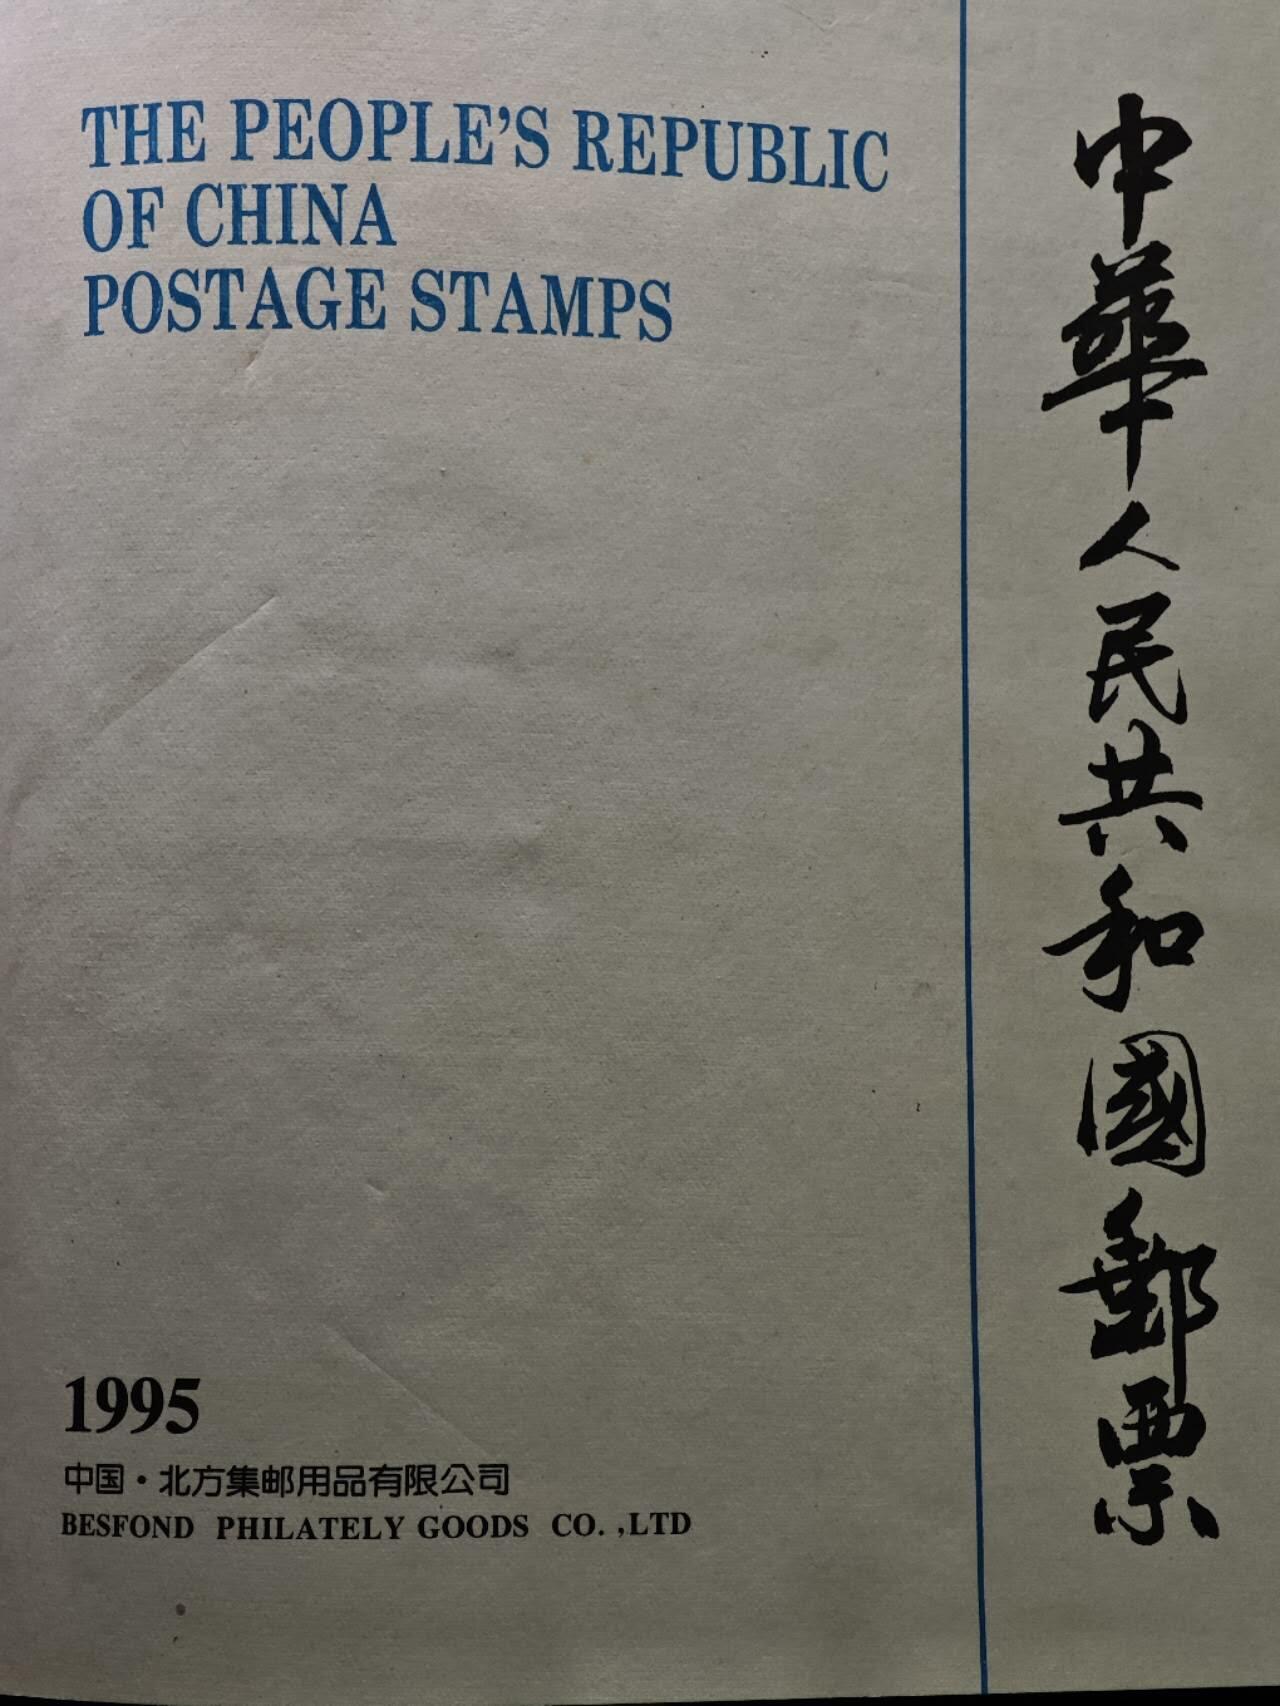 THE PEOPLE'S REPUBLIC
OF CHINA
POSTAGE STAMPS
中華人民共和國郵票
1995
中国·北方集邮用品有限公司
BESFOND PHILATELY GOODS CO. ,LTD